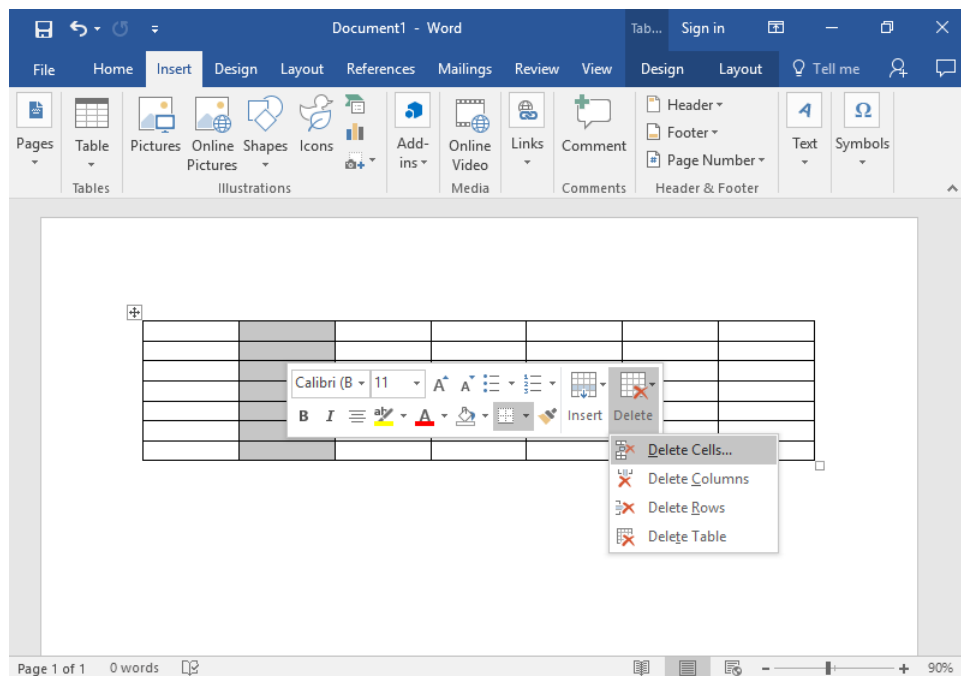 Document1 - Word
Tab... Sign in
File Home Insert Design Layout References Mailings Review View Design Layout Tell me
Pages
Table
Pictures
Online
Pictures
Shapes
Icons
Add-
ins
Online
Video
Links
Comment
Header
Footer
Page Number
Text
Symbols
Tables Illustrations Media Comments Header & Footer
Calibri (B 11 A A
B I ab A Insert Delete
Delete Cells...
Delete Columns
Delete Rows
Delete Table
Page 1 of 1 0 words 90%